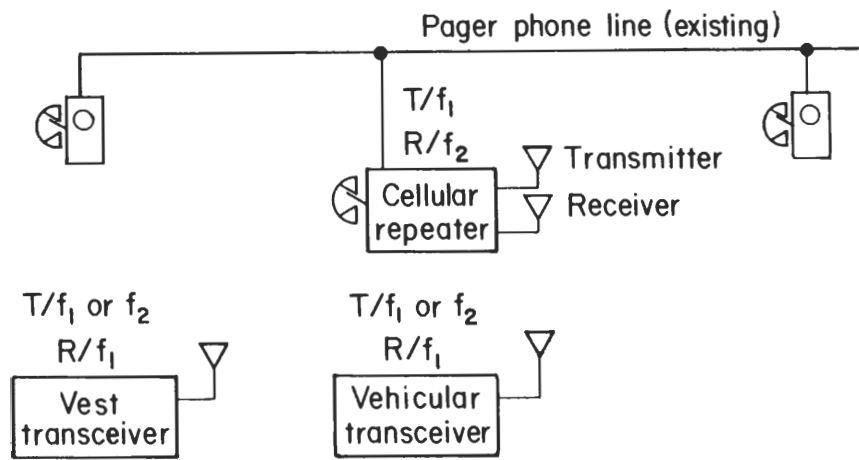 Pager phone line (existing)
T/f₁
R/f₂
Transmitter
Cellular
repeater
Receiver
T/f₁ or f₂
R/f₁
Vest
transceiver
T/f₁ or f₂
R/f₁
Vehicular
transceiver